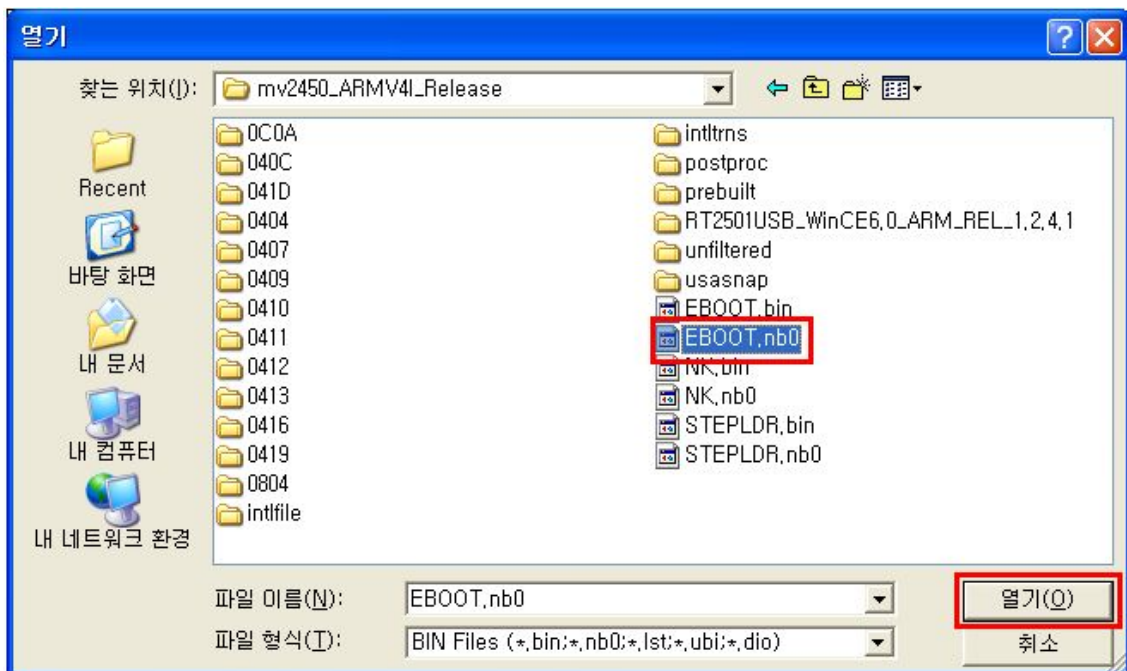 열기
찾는 위치(I):
mv2450_ARMV4I_Release
Recent
바탕 화면
내 문서
내 컴퓨터
내 네트워크 환경
0C0A
040C
041D
0404
0407
0409
0410
0411
0412
0413
0416
0419
0804
intlfile
intltrns
postproc
prebuilt
RT2501USB_WinCE6,0_ARM_REL_1,2,4,1
unfiltered
usasnap
EBOOT,bin
EBOOT,nb0
NK,bin
NK,nb0
STEPLDR,bin
STEPLDR,nb0
파일 이름(N):
EBOOT,nb0
열기(O)
파일 형식(T):
BIN Files (*,bin;*,nb0;*,lst;*,ubi;*,dio)
취소